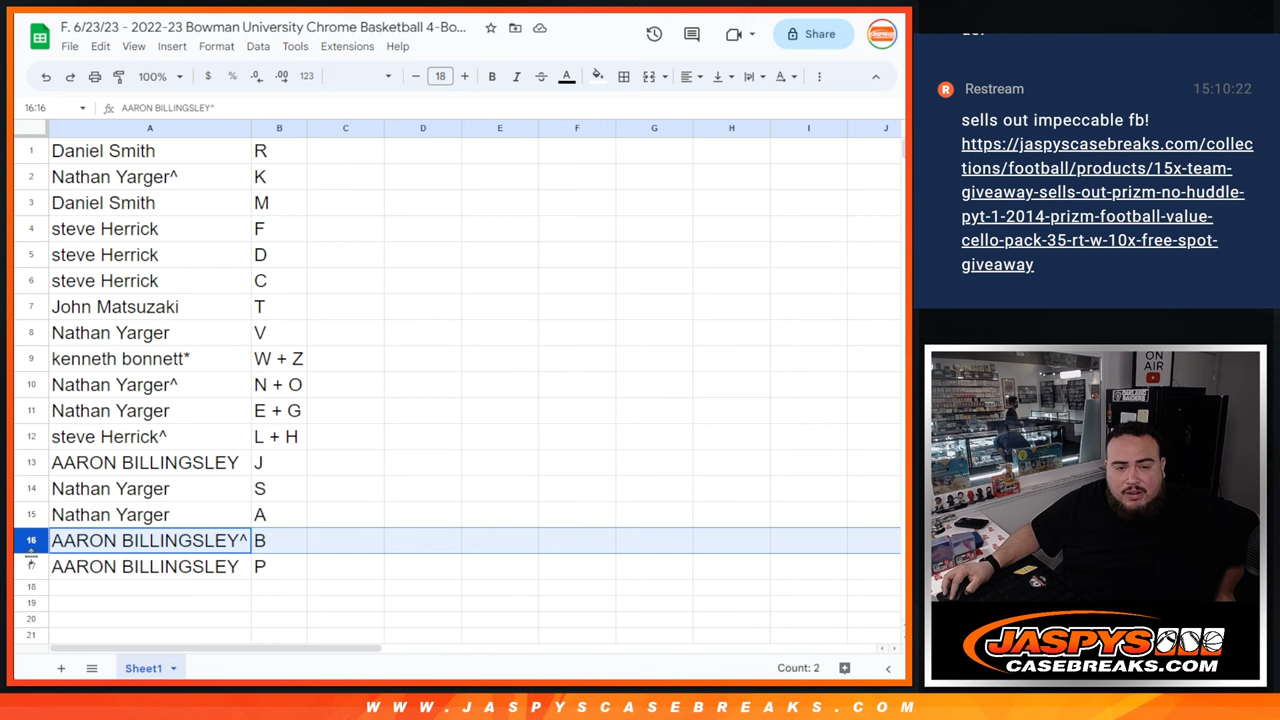 F. 6/23/23 - 2022-23 Bowman University Chrome Basketball 4-Bo...
File Edit View Insert Format Data Tools Extensions Help
Share
100% $ % .0 .00 123 18 B I A
16:16 fx AARON BILLINGSLEY^
A B C D E F G H I J
1 Daniel Smith R
2 Nathan Yarger^ K
3 Daniel Smith M
4 steve Herrick F
5 steve Herrick D
6 steve Herrick C
7 John Matsuzaki T
8 Nathan Yarger V
9 kenneth bonnett* W + Z
10 Nathan Yarger^ N + O
11 Nathan Yarger E + G
12 steve Herrick^ L + H
13 AARON BILLINGSLEY J
14 Nathan Yarger S
15 Nathan Yarger A
16 AARON BILLINGSLEY^ B
17 AARON BILLINGSLEY P
18
19
20
21
Sheet1 Count: 2
R Restream 15:10:22
sells out impeccable fb!
https://jaspyscasebreaks.com/collec
tions/football/products/15x-team-
giveaway-sells-out-prizm-no-huddle-
pyt-1-2014-prizm-football-value-
cello-pack-35-rt-w-10x-free-spot-
giveaway
ON
AIR
RAIDERS
JASPYS
CASEBREAKS.COM
WWW.JASPYSCASEBREAKS.COM